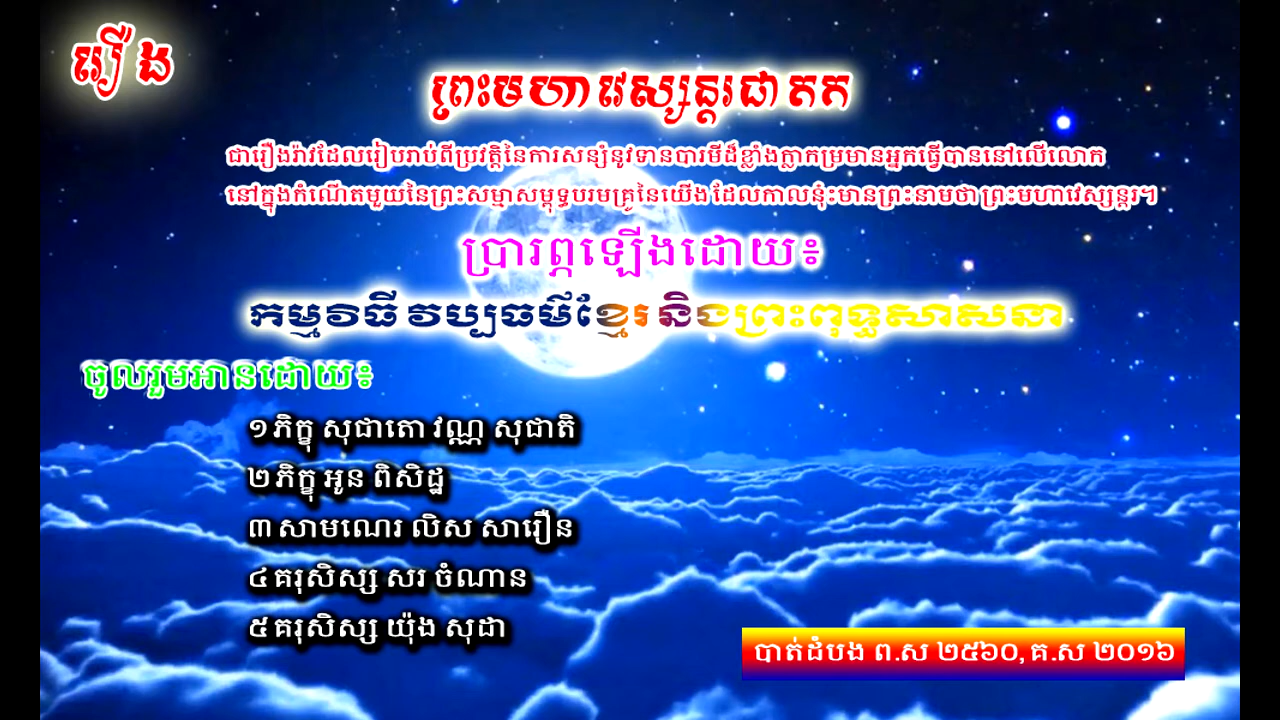 រឿង
ព្រះមហាវេស្សន្តរជាតក
ជារឿងរ៉ាវដែលរៀបរាប់ពីប្រវត្តិនៃការសន្សំនូវទានបារមីដ៏ខ្លាំងក្លាកម្រមានអ្នកធ្វើបាននៅលើលោក
នៅក្នុងកំណើតមួយនៃព្រះសម្មាសម្ពុទ្ធបរមគ្រូនៃយើង ដែលកាលនុ៎ះមានព្រះនាមថា ព្រះមហាវេស្សន្តរ។
ប្រារព្ភឡើងដោយ៖
កម្មវិធី វប្បធម៌ខ្មែរ និងព្រះពុទ្ធសាសនា
ចូលរួមអានដោយ៖
១ភិក្ខុ សុជាតោ វណ្ណ សុជាតិ
២ភិក្ខុ អូន ពិសិដ្ឋ
៣សាមណេរ លិស សារឿន
៤គរុសិស្ស សរ ចំណាន
៥គរុសិស្ស យ៉ុង សុដា
បាត់ដំបង ព.ស ២៥៦០, គ.ស ២០១៦